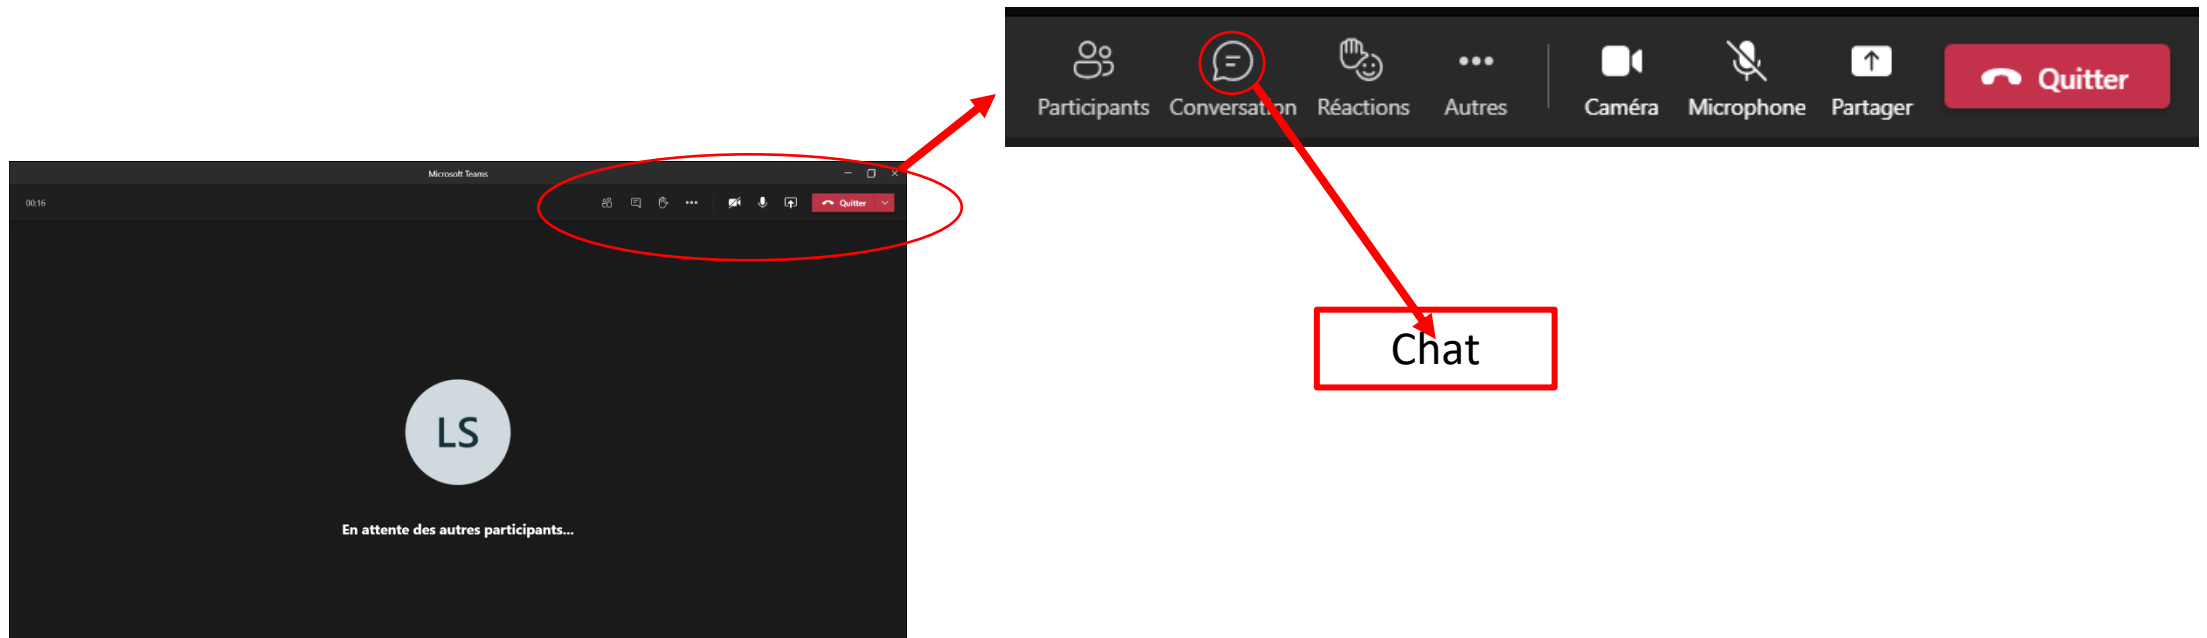 Participants Conversation Réactions Autres Caméra Microphone Partager Quitter
Microsoft Teams
00:16 Quitter
Chat
LS
En attente des autres participants...